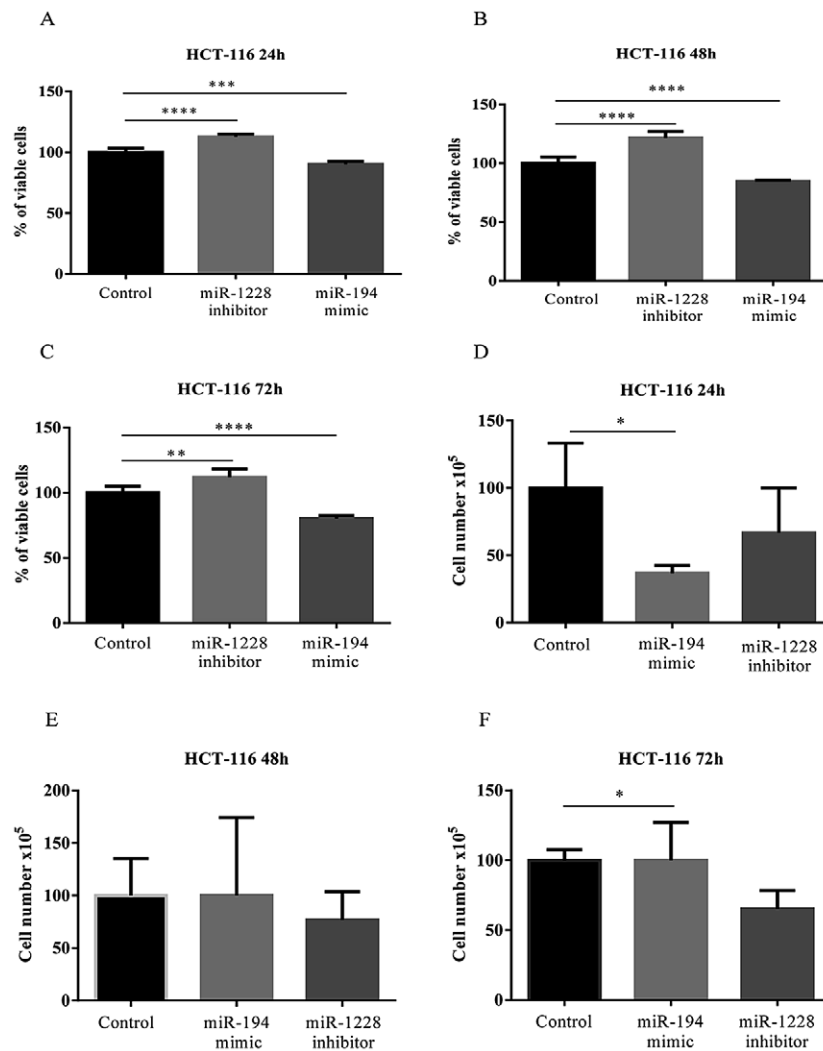 A
HCT-116 24h
% of viable cells
150
100
50
0
***
****
Control
miR-1228
inhibitor
miR-194
mimic
B
HCT-116 48h
% of viable cells
150
100
50
0
****
****
Control
miR-1228
inhibitor
miR-194
mimic
C
HCT-116 72h
% of viable cells
150
100
50
0
****
**
Control
miR-1228
inhibitor
miR-194
mimic
D
HCT-116 24h
Cell number x10⁵
150
100
50
0
*
Control
miR-194
mimic
miR-1228
inhibitor
E
HCT-116 48h
Cell number x10⁵
200
150
100
50
0
Control
miR-194
mimic
miR-1228
inhibitor
F
HCT-116 72h
Cell number x10⁵
150
100
50
0
*
Control
miR-194
mimic
miR-1228
inhibitor